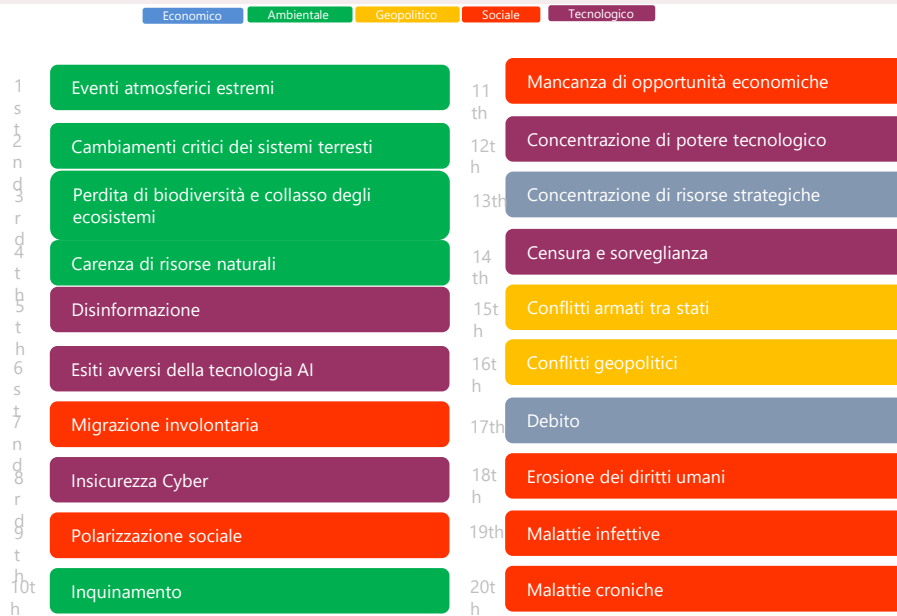 Economico
Ambientale
Geopolitico
Sociale
Tecnologico
1st
Eventi atmosferici estremi
2nd
Cambiamenti critici dei sistemi terresti
3rd
Perdita di biodiversità e collasso degli
ecosistemi
4th
Carenza di risorse naturali
5th
Disinformazione
6st
Esiti avversi della tecnologia AI
7nd
Migrazione involontaria
8rd
Insicurezza Cyber
9th
Polarizzazione sociale
10th
Inquinamento
11th
Mancanza di opportunità economiche
12th
Concentrazione di potere tecnologico
13th
Concentrazione di risorse strategiche
14th
Censura e sorveglianza
15th
Conflitti armati tra stati
16th
Conflitti geopolitici
17th
Debito
18th
Erosione dei diritti umani
19th
Malattie infettive
20th
Malattie croniche